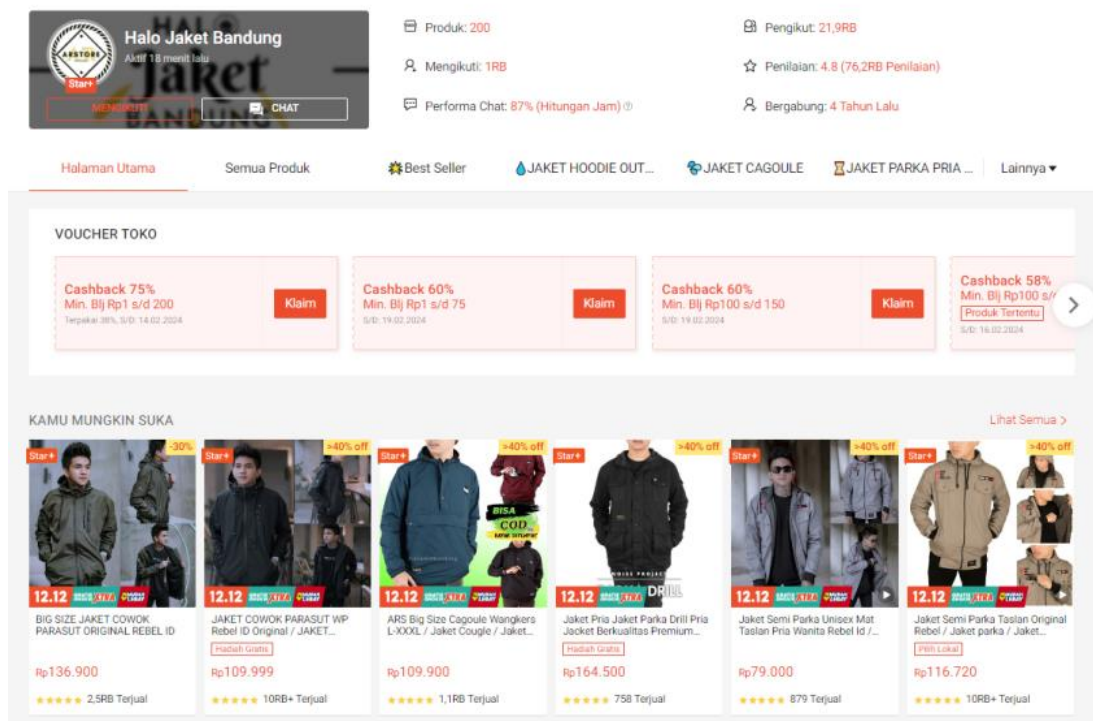 HALO
Jaket
BANDUNG
ARSTORE
Star+
Halo Jaket Bandung
Aktif 18 menit lalu
MENGIKUTI
CHAT
Produk: 200
Mengikuti: 1RB
Performa Chat: 87% (Hitungan Jam)
Pengikut: 21,9RB
Penilaian: 4.8 (76,2RB Penilaian)
Bergabung: 4 Tahun Lalu
Halaman Utama
Semua Produk
Best Seller
JAKET HOODIE OUT...
JAKET CAGOULE
JAKET PARKA PRIA ...
Lainnya
VOUCHER TOKO
Cashback 75%
Min. Blj Rp1 s/d 200
Terpakai 38%, S/D: 14.02.2024
Klaim
Cashback 60%
Min. Blj Rp1 s/d 75
S/D: 19.02.2024
Klaim
Cashback 60%
Min. Blj Rp100 s/d 150
S/D: 19.02.2024
Klaim
Cashback 58%
Min. Blj Rp100 s/
Produk Tertentu
S/D: 16.02.2024
KAMU MUNGKIN SUKA
Lihat Semua >
Star+
-30%
12.12
XTRA
BIG SIZE JAKET COWOK
PARASUT ORIGINAL REBEL ID
Rp136.900
2,5RB Terjual
Star+
>40% off
12.12
XTRA
JAKET COWOK PARASUT WP
Rebel ID Original / JAKET...
Hadiah Gratis
Rp109.999
10RB+ Terjual
Star+
>40% off
BISA
COD
12.12
XTRA
ARS Big Size Cagoule Wangkers
L-XXXL / Jaket Cougle / Jaket...
Rp109.900
1,1RB Terjual
Star+
>40% off
DRILL
12.12
XTRA
Jaket Pria Jaket Parka Drill Pria
Jacket Berkualitas Premium...
Hadiah Gratis
Rp164.500
758 Terjual
Star+
>40% off
12.12
XTRA
Jaket Semi Parka Unisex Mat
Taslan Pria Wanita Rebel Id /...
Rp79.000
879 Terjual
Star+
>40% off
12.12
XTRA
Jaket Semi Parka Taslan Original
Rebel / Jaket parka / Jaket...
Pilih Lokal
Rp116.720
10RB+ Terjual